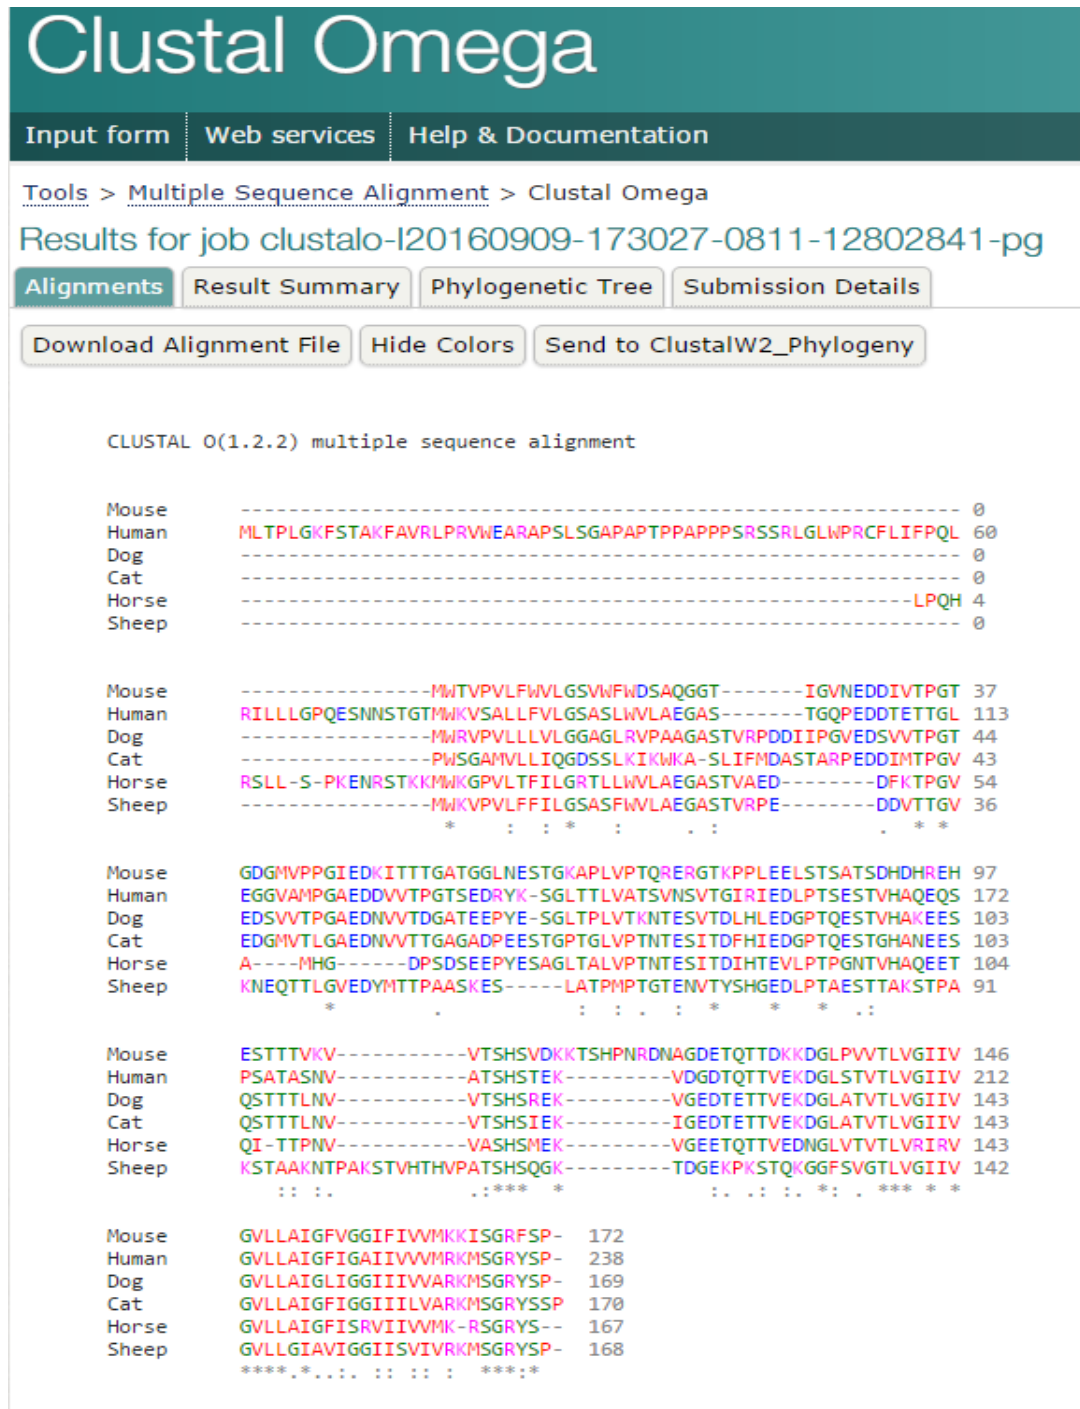 Clustal Omega
Input form Web services Help & Documentation
Tools > Multiple Sequence Alignment > Clustal Omega
Results for job clustalo-I20160909-173027-0811-12802841-pg
Alignments Result Summary Phylogenetic Tree Submission Details
Download Alignment File Hide Colors Send to ClustalW2_Phylogeny
CLUSTAL O(1.2.2) multiple sequence alignment
Mouse ------------------------------------------------------------ 0
Human MLTPLGKFSTAKFAVRLPRVWEARAPSLSGAPAPTPPAPPPSRSSRLGLWPRCFLIFPQL 60
Dog ------------------------------------------------------------ 0
Cat ------------------------------------------------------------ 0
Horse --------------------------------------------------------LPQH 4
Sheep ------------------------------------------------------------ 0
Mouse ----------------MWTVPVLFWVLGSVWFWDSAQGGT-------IGVNEDDIVTPGT 37
Human RILLLGPQESNNSTGTMWKVSALLFVLGSASLWVLAEGAS-------TGQPEDDTETTGL 113
Dog ----------------MWRVPVLLLVLGGAGLRVPAAGASTVRPDDIIPGVEDSVVTPGT 44
Cat ----------------PWSGAMVLLIQGDSSLKIKWKA-SLIFMDASTARPEDDIMTPGV 43
Horse RSLL-S-PKENRSTKKMWKGPVLTFILGRTLLWVLAEGASTVAED--------DFKTPGV 54
Sheep ----------------MWKVPVLFFILGSASFWVLAEGASTVRPE--------DDVTTGV 36
* : : * : . : . * *
Mouse GDGMVPPGIEDKITTTGATGGLNESTGKAPLVPTQRERGTKPPLEELSTSATSDHDHREH 97
Human EGGVAMPGAEDDVVTPGTSEDRYK-SGLTTLVATSVNSVTGIRIEDLPTSESTVHAQEQS 172
Dog EDSVVTPGAEDNVVTDGATEEPYE-SGLTPLVTKNTESVTDLHLEDGPTQESTVHAKEES 103
Cat EDGMVTLGAEDNVVTTGAGADPEESTGPTGLVPTNTESITDFHIEDGPTQESTGHANEES 103
Horse A----MHG------DPSDSEEPYESAGLTALVPTNTESITDIHTEVLPTPGNTVHAQEET 104
Sheep KNEQTTLGVEDYMTTPAASKES-----LATPMPTGTENVTYSHGEDLPTAESTTAKSTPA 91
* . : : . : * * * .:
Mouse ESTTTVKV-----------VTSHSVDKKTSHPNRDNAGDETQTTDKKDGLPVVTLVGIIV 146
Human PSATASNV-----------ATSHSTEK---------VDGDTQTTVEKDGLSTVTLVGIIV 212
Dog QSTTTLNV-----------VTSHSREK---------VGEDTETTVEKDGLATVTLVGIIV 143
Cat QSTTTLNV-----------VTSHSIEK---------IGEDTETTVEKDGLATVTLVGIIV 143
Horse QI-TTPNV-----------VASHSMEK---------VGEETQTTVEDNGLVTVTLVRIRV 143
Sheep KSTAAKNTPAKSTVHTHVPATSHSQGK---------TDGEKPKSTQKGGFSVGTLVGIIV 142
:: :. .:*** * :. .: :. *: . *** * *
Mouse GVLLAIGFVGGIFIVVMKKISGRFSP- 172
Human GVLLAIGFIGAIIVVVMRKMSGRYSP- 238
Dog GVLLAIGLIGGIIIVVARKMSGRYSP- 169
Cat GVLLAIGFIGGIIILVARKMSGRYSSP 170
Horse GVLLAIGFISRVIIVVMK-RSGRYS-- 167
Sheep GVLLGIAVIGGIISVIVRKMSGRYSP- 168
****.*..:. :: :: : ***:*